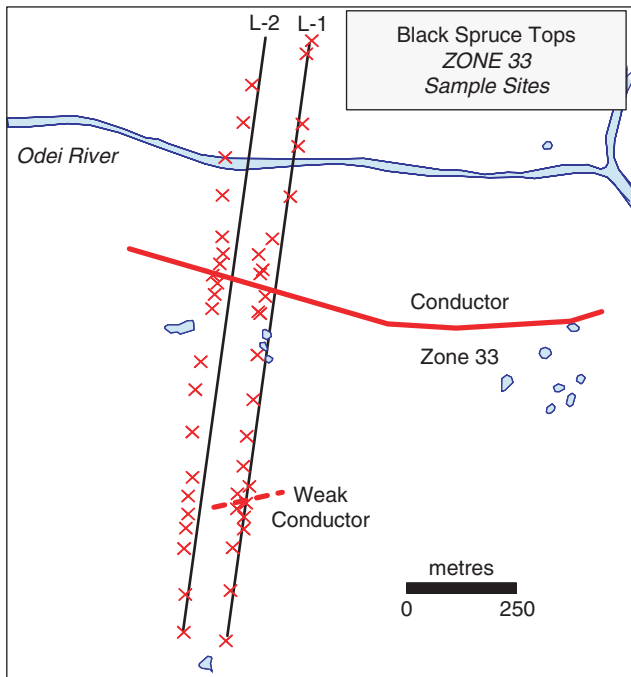 L-2 L-1
Black Spruce Tops
ZONE 33
Sample Sites
Odei River
Conductor
Zone 33
Weak
Conductor
metres
0 250